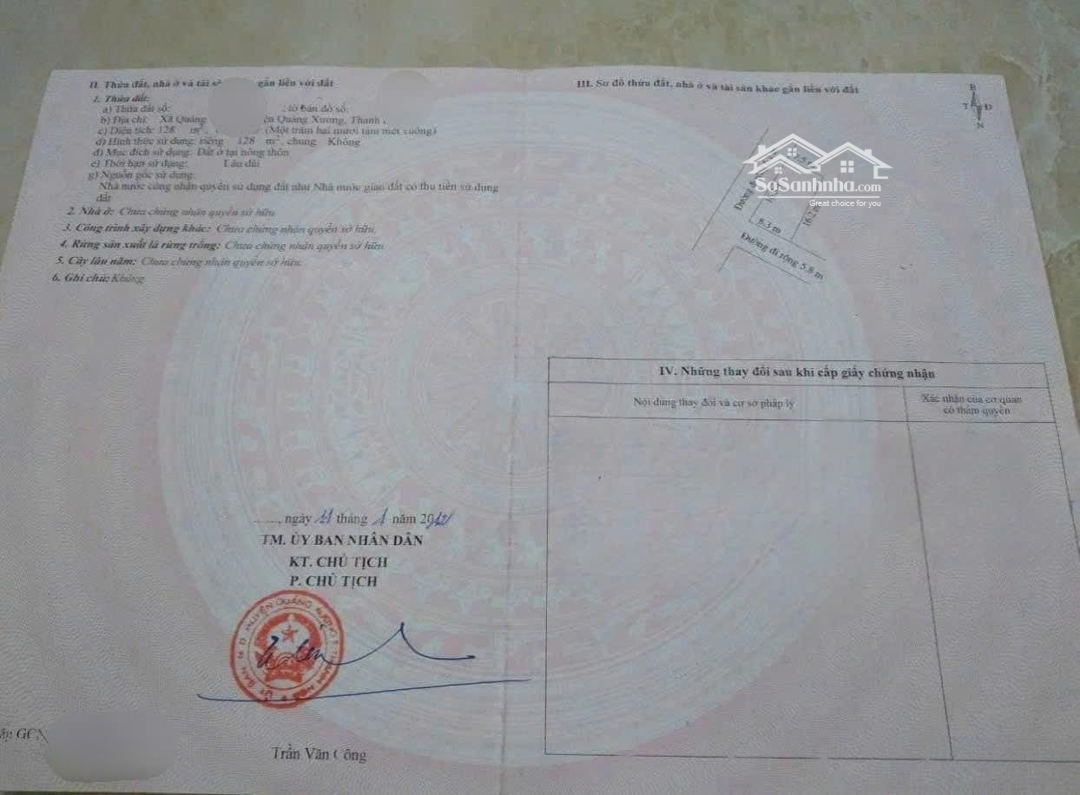 II. Thửa đất, nhà ở và tài s gắn liền với đất
1. Thửa đất:
a) Thửa đất số: , tờ bản đồ số:
b) Địa chỉ: Xã Quảng Quảng Xương, Thanh
c) Diện tích: 128 m², (Một trăm hai mươi tám mét vuông)
d) Hình thức sử dụng: riêng 128 m², chung Không
đ) Mục đích sử dụng: Đất ở tại nông thôn
e) Thời hạn sử dụng: Lâu dài
g) Nguồn gốc sử dụng:
Nhà nước công nhận quyền sử dụng đất như Nhà nước giao đất có thu tiền sử dụng
đất
2. Nhà ở: Chưa chứng nhận quyền sở hữu.
3. Công trình xây dựng khác: Chưa chứng nhận quyền sở hữu.
4. Rừng sản xuất là rừng trồng: Chưa chứng nhận quyền sở hữu.
5. Cây lâu năm: Chưa chứng nhận quyền sở hữu.
6. Ghi chú: Không
......, ngày tháng 1 năm 2012
TM. ỦY BAN NHÂN DÂN
KT. CHỦ TỊCH
P. CHỦ TỊCH
Trần Văn Công
GCN
III. Sơ đồ thửa đất, nhà ở và tài sản khác gắn liền với đất
B
T Đ
N
SoSanhnha.com
Great choice for you
Đường
8.3 m
Đường đi rộng 5.8 m
IV. Những thay đổi sau khi cấp giấy chứng nhận
Nội dung thay đổi và cơ sở pháp lý
Xác nhận của cơ quan
có thẩm quyền